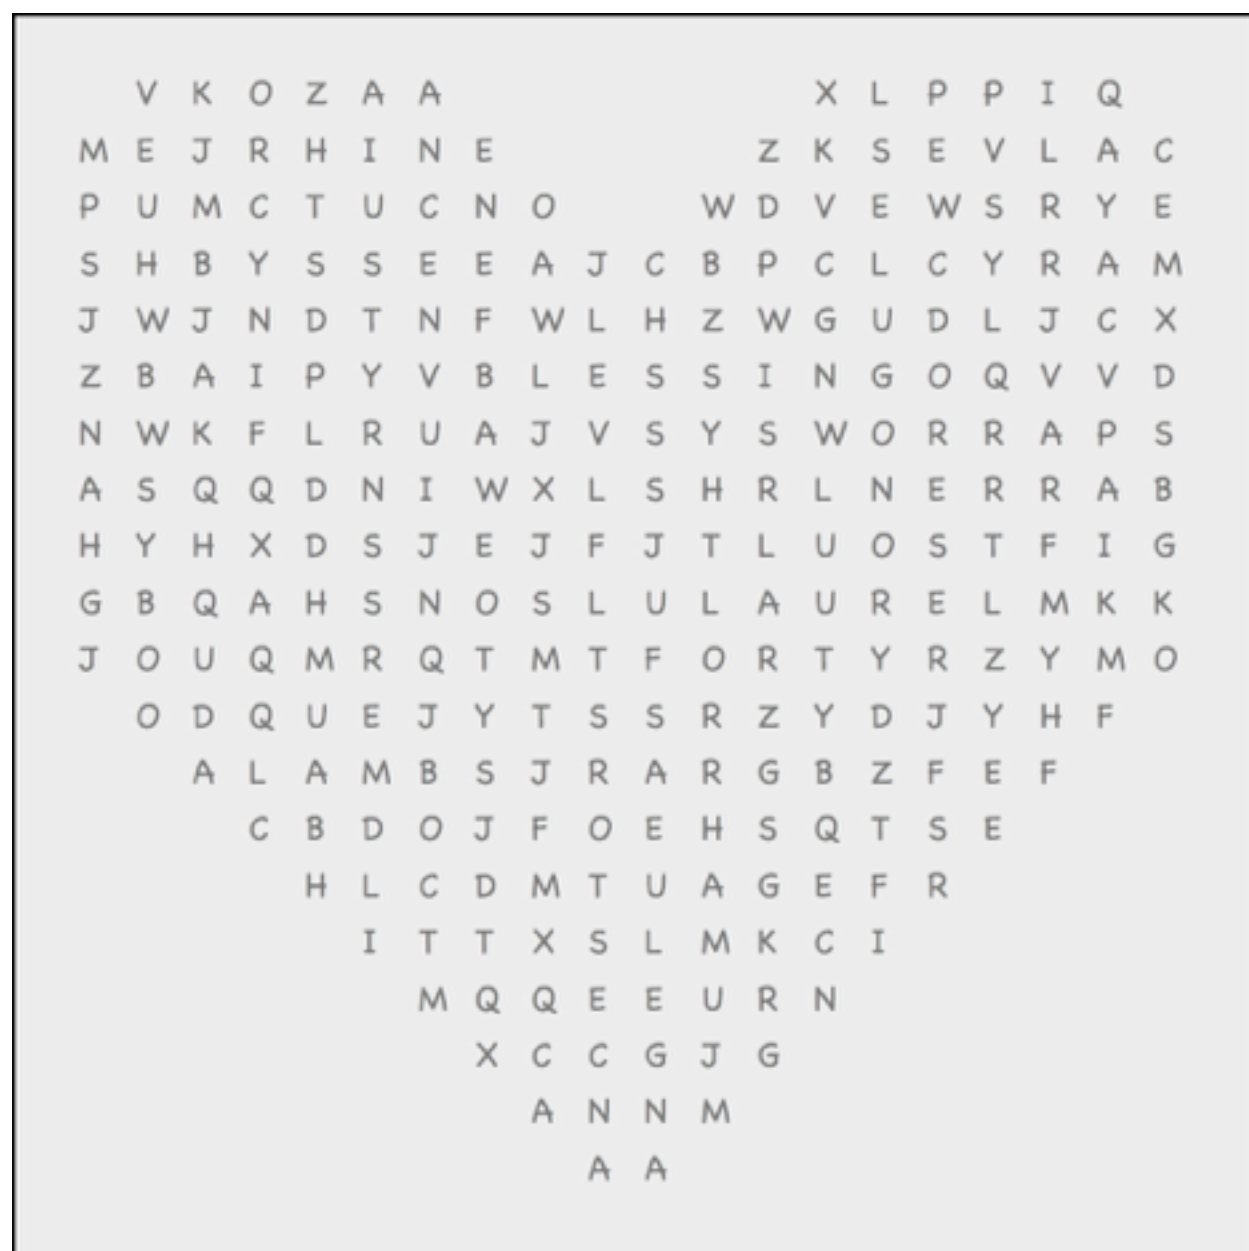 V K O Z A A X L P P I Q
M E J R H I N E Z K S E V L A C
P U M C T U C N O W D V E W S R Y E
S H B Y S S E E A J C B P C L C Y R A M
J W J N D T N F W L H Z W G U D L J C X
Z B A I P Y V B L E S S I N G O Q V V D
N W K F L R U A J V S Y S W O R R A P S
A S Q Q D N I W X L S H R L N E R R A B
H Y H X D S J E J F J T L U O S T F I G
G B Q A H S N O S L U L A U R E L M K K
J O U Q M R Q T M T F O R T Y R Z Y M O
O D Q U E J Y T S S R Z Y D J Y H F
A L A M B S J R A R G B Z F E F
C B D O J F O E H S Q T S E
H L C D M T U A G E F R
I T T X S L M K C I
M Q Q E E U R N
X C C G J G
A N N M
A A